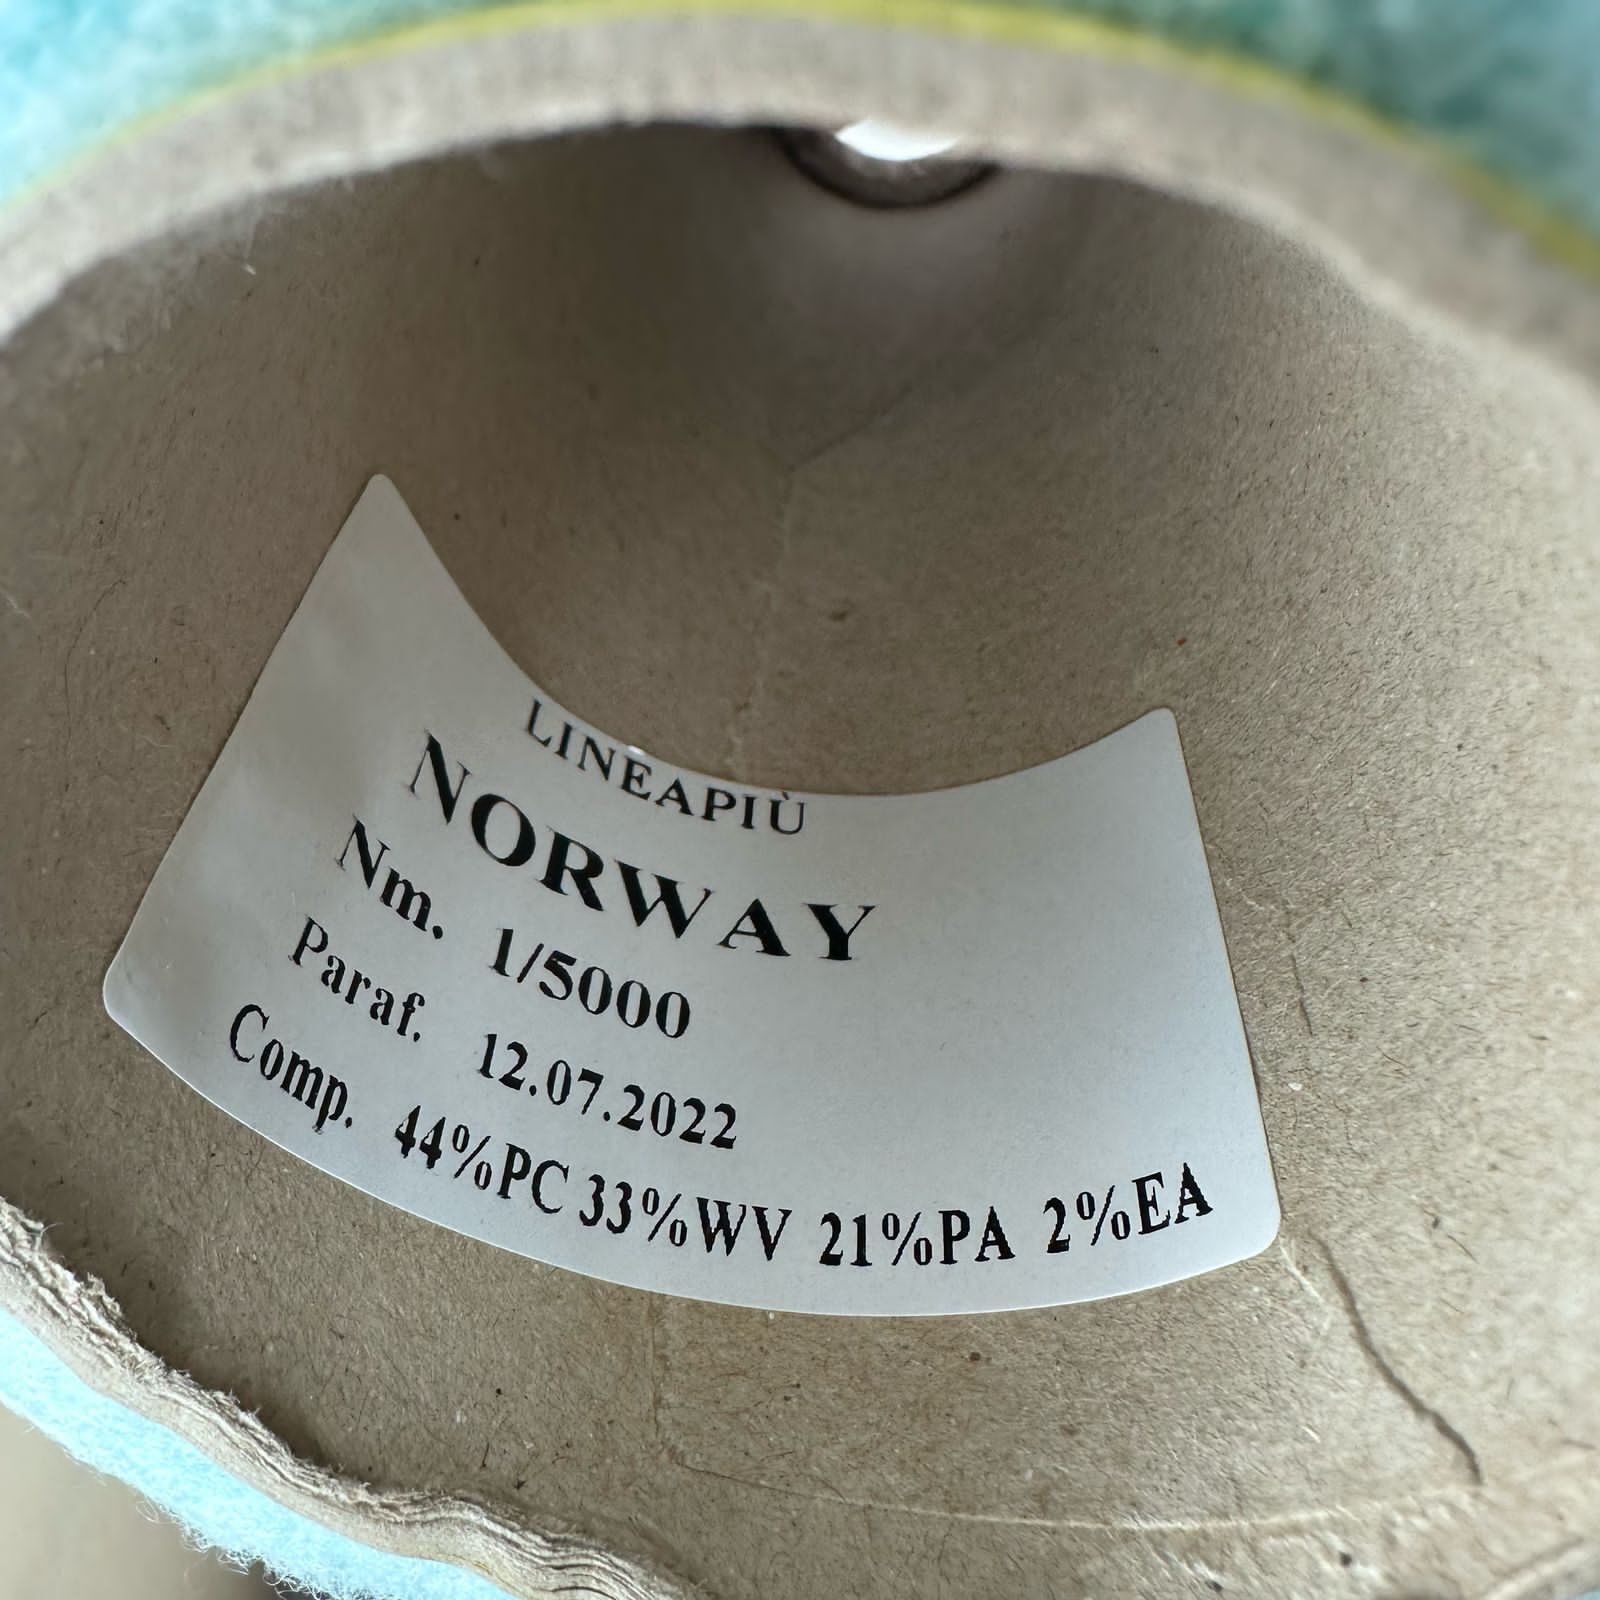 LINEAPIÙ
NORWAY
Nm. 1/5000
Paraf. 12.07.2022
Comp. 44%PC 33%WV 21%PA 2%EA